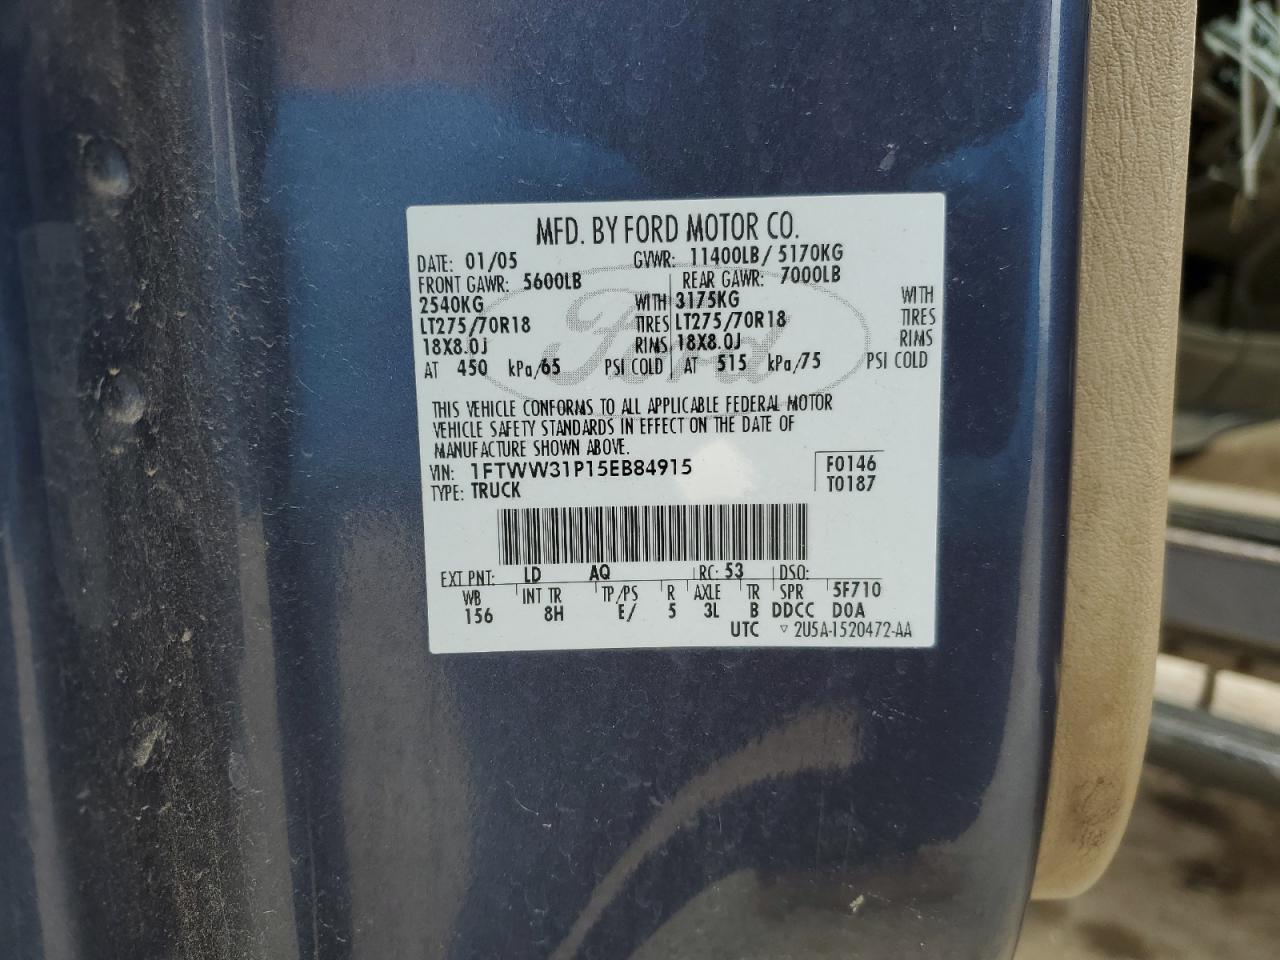 MFD. BY FORD MOTOR CO.
DATE: 01/05 GVWR: 11400LB/ 5170KG
FRONT GAWR: 5600LB REAR GAWR: 7000LB
2540KG WITH 3175KG WITH
LT275/70R18 TIRES LT275/70R18 TIRES
18X8.0J RIMS 18X8.0J RIMS
AT 450 kPa/65 PSI COLD AT 515 kPa/75 PSI COLD
Ford
THIS VEHICLE CONFORMS TO ALL APPLICABLE FEDERAL MOTOR
VEHICLE SAFETY STANDARDS IN EFFECT ON THE DATE OF
MANUFACTURE SHOWN ABOVE.
VIN: 1FTWW31P15EB84915 F0146
TYPE: TRUCK T0187
EXT PNT: LD AQ RC: 53 DSO:
WB INT TR TP/PS R AXLE TR SPR 5F710
156 8H E/ 5 3L B DDCC DOA
UTC ▽ 2U5A-1520472-AA